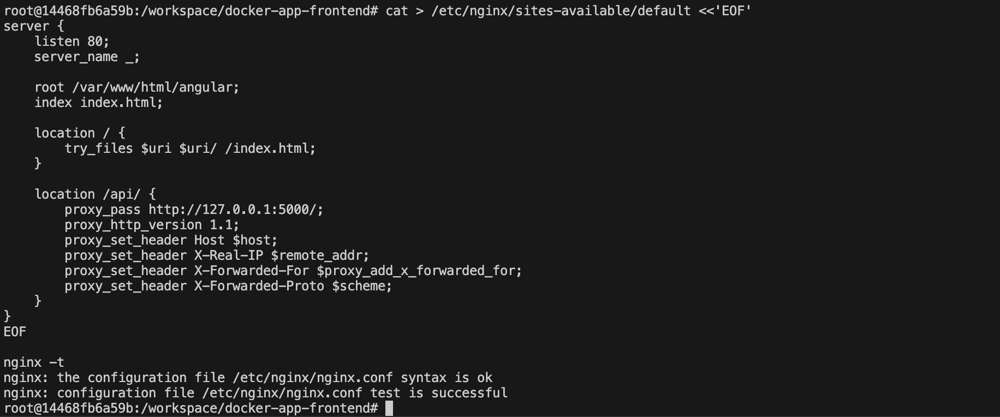 root@14468fb6a59b:/workspace/docker-app-frontend# cat > /etc/nginx/sites-available/default <<'EOF'
server {
    listen 80;
    server_name _;

    root /var/www/html/angular;
    index index.html;

    location / {
        try_files $uri $uri/ /index.html;
    }

    location /api/ {
        proxy_pass http://127.0.0.1:5000/;
        proxy_http_version 1.1;
        proxy_set_header Host $host;
        proxy_set_header X-Real-IP $remote_addr;
        proxy_set_header X-Forwarded-For $proxy_add_x_forwarded_for;
        proxy_set_header X-Forwarded-Proto $scheme;
    }
}
EOF

nginx -t
nginx: the configuration file /etc/nginx/nginx.conf syntax is ok
nginx: configuration file /etc/nginx/nginx.conf test is successful
root@14468fb6a59b:/workspace/docker-app-frontend#